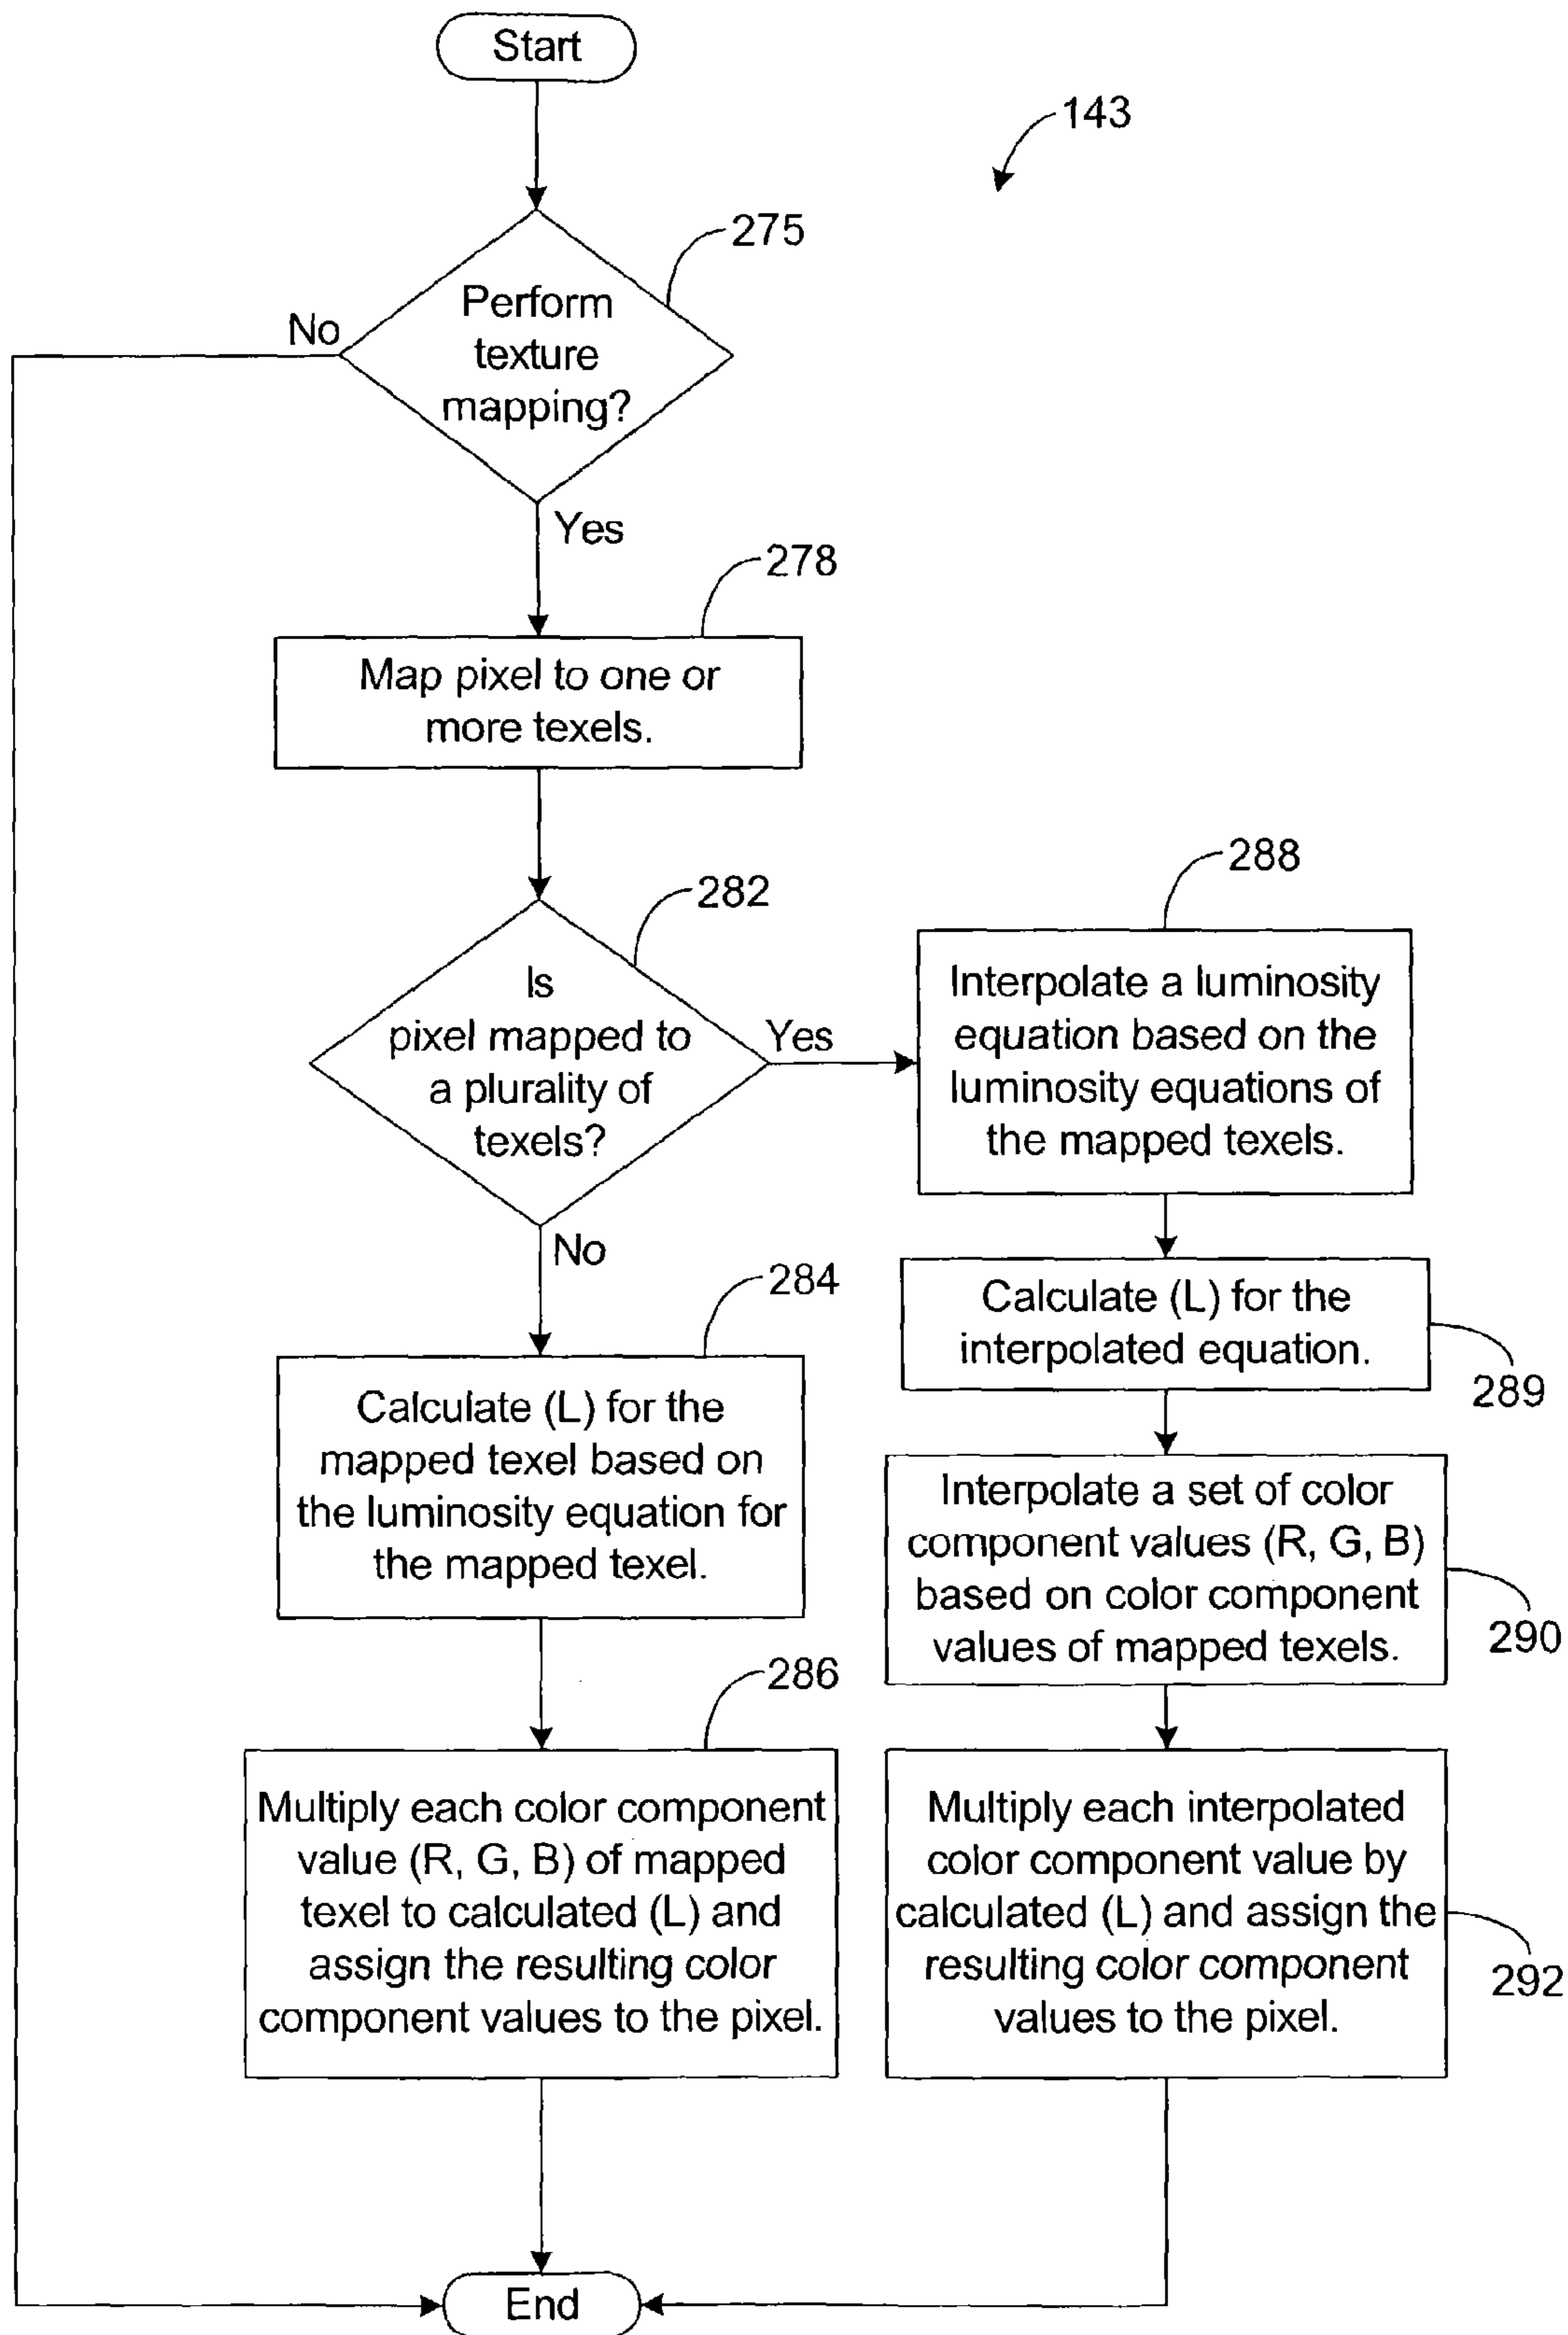 Start
143
275
Perform
texture
mapping?
No
Yes
278
Map pixel to one or
more texels.
282
Is
pixel mapped to
a plurality of
texels?
Yes
No
288
Interpolate a luminosity
equation based on the
luminosity equations of
the mapped texels.
Calculate (L) for the
interpolated equation.
289
284
Calculate (L) for the
mapped texel based on
the luminosity equation for
the mapped texel.
Interpolate a set of color
component values (R, G, B)
based on color component
values of mapped texels.
290
286
Multiply each color component
value (R, G, B) of mapped
texel to calculated (L) and
assign the resulting color
component values to the pixel.
Multiply each interpolated
color component value by
calculated (L) and assign the
resulting color component
values to the pixel.
292
End